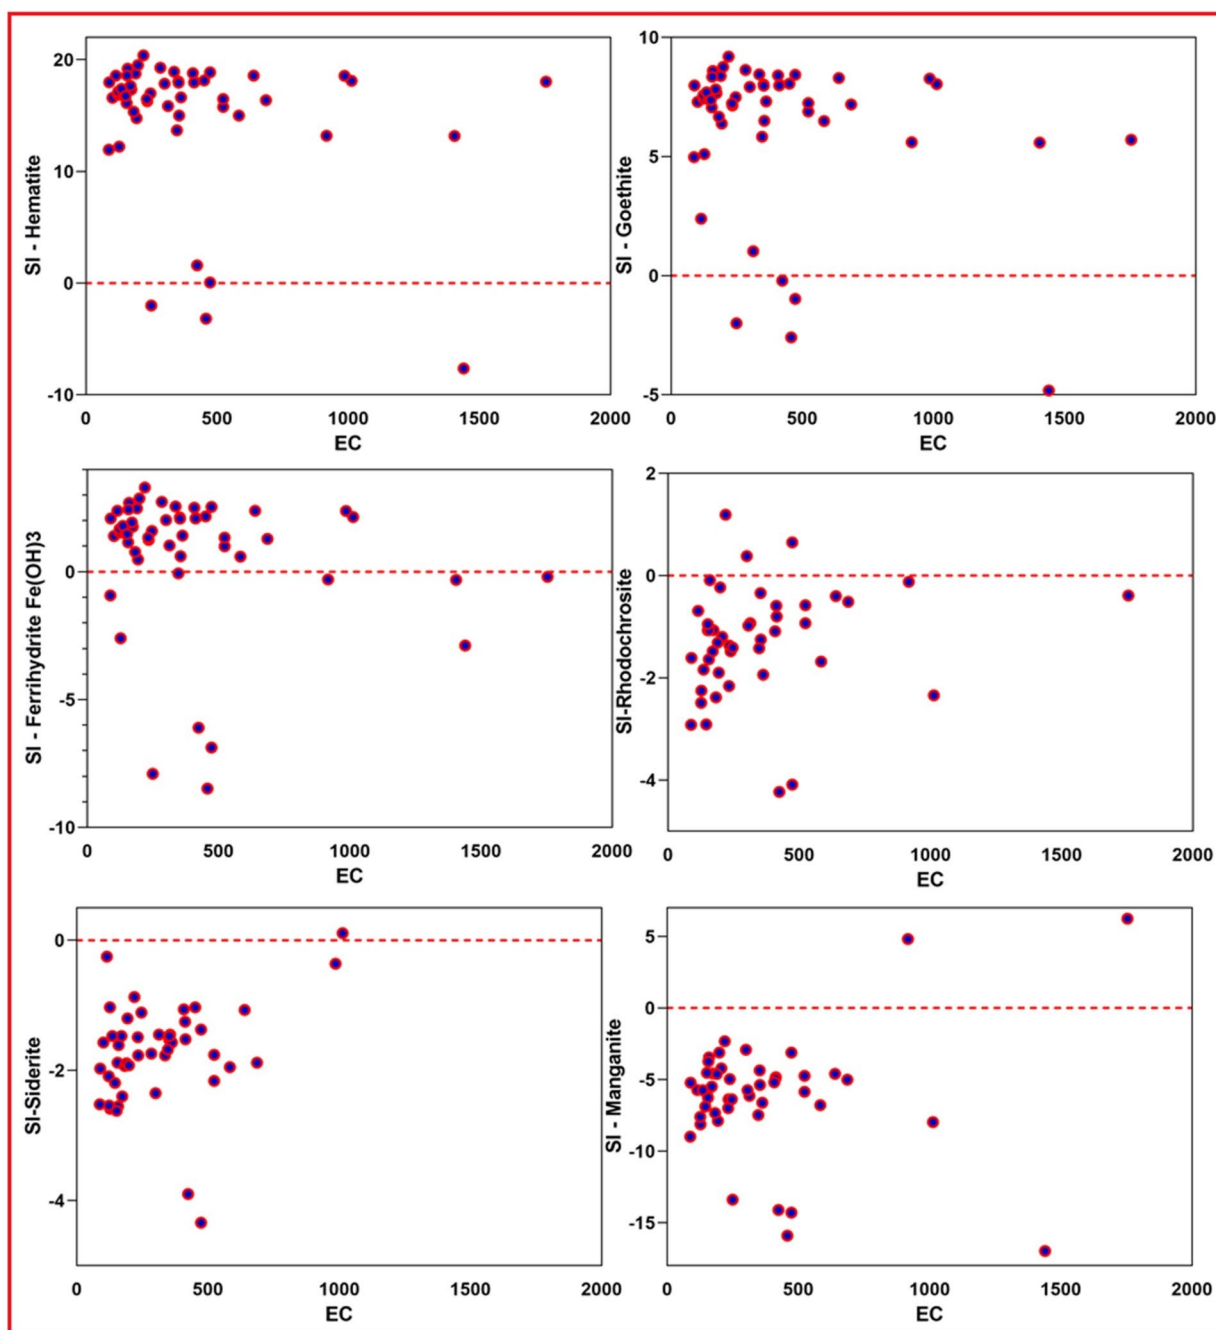 SI - Hematite
20
10
0
-10
0 500 1000 1500 2000
EC
SI - Goethite
10
5
0
-5
0 500 1000 1500 2000
EC
SI - Ferrihydrite Fe(OH)3
0
-5
-10
0 500 1000 1500 2000
EC
SI-Rhodochrosite
2
0
-2
-4
0 500 1000 1500 2000
EC
SI-Siderite
0
-2
-4
0 500 1000 1500 2000
EC
SI - Manganite
5
0
-5
-10
-15
0 500 1000 1500 2000
EC